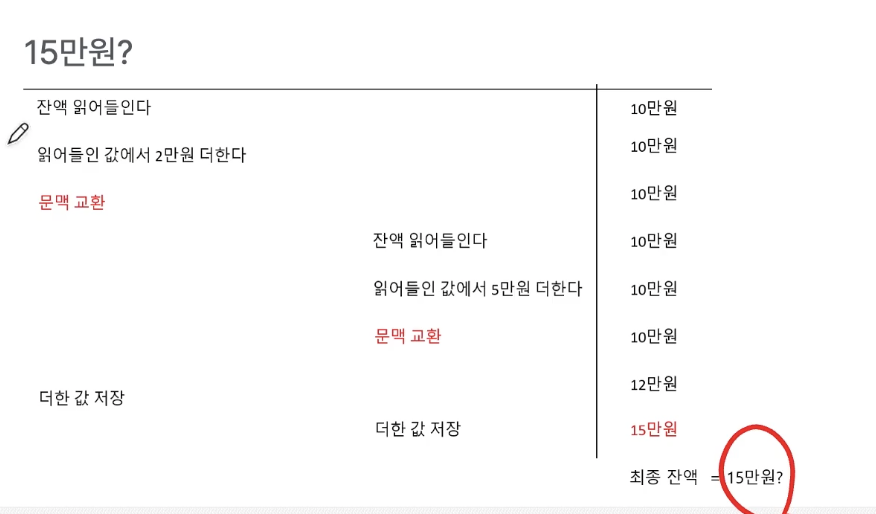 15만원?
잔액 읽어들인다 10만원
읽어들인 값에서 2만원 더한다 10만원
문맥 교환 10만원
잔액 읽어들인다 10만원
읽어들인 값에서 5만원 더한다 10만원
문맥 교환 10만원
더한 값 저장 12만원
더한 값 저장 15만원
최종 잔액 = 15만원?